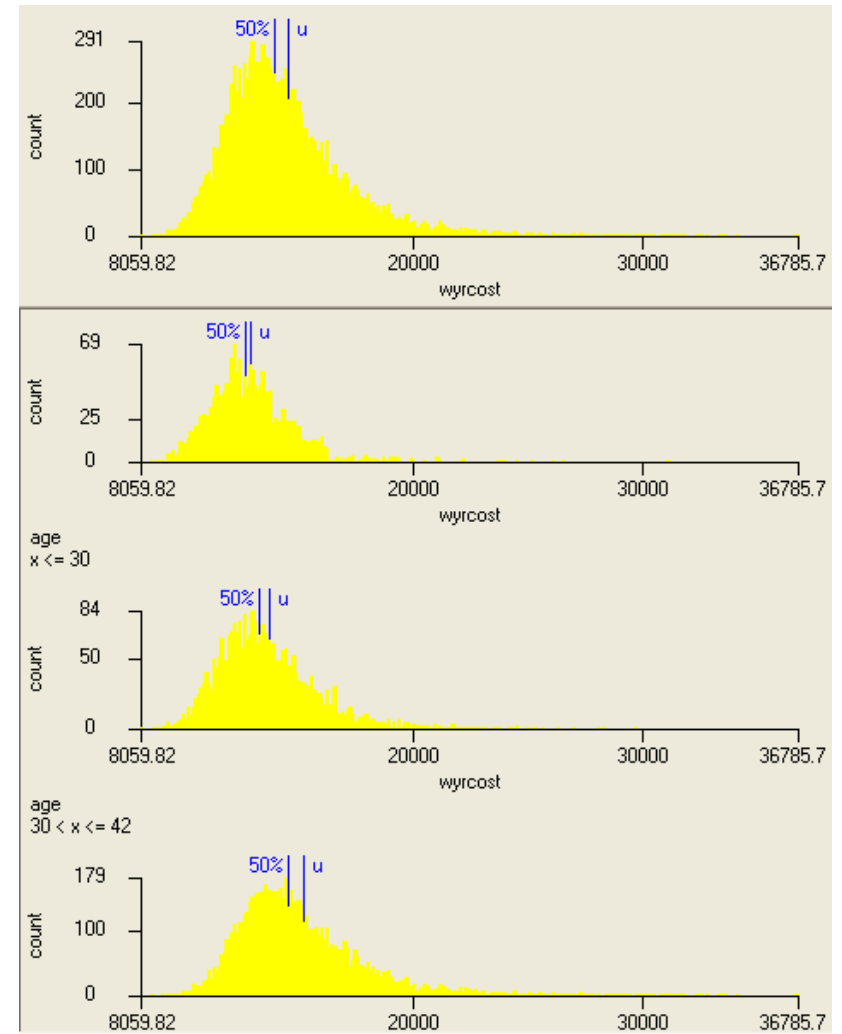 50% u
291
200
100
0
count
8059.82 20000 30000 36785.7
wyrcost
50% u
69
25
0
count
8059.82 20000 30000 36785.7
wyrcost
age
x <= 30
50% u
84
50
0
count
8059.82 20000 30000 36785.7
wyrcost
age
30 < x <= 42
50% u
179
100
0
count
8059.82 20000 30000 36785.7